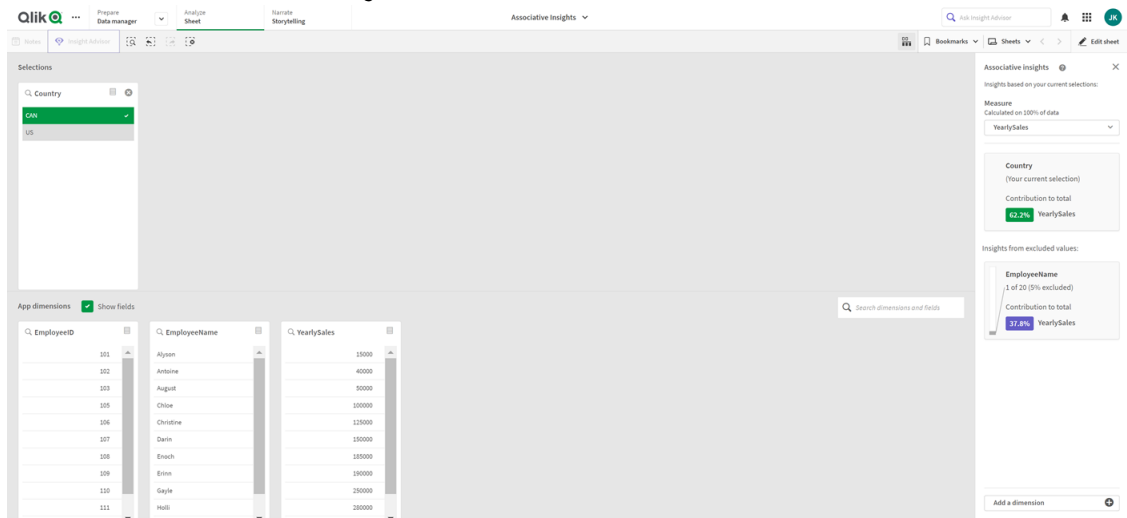 Qlik
Prepare
Data manager
Analyze
Sheet
Narrate
Storytelling
Associative Insights
Ask Insight Advisor
JK
Notes
Insight Advisor
Bookmarks
Sheets
Edit sheet
Selections
Country
CAN
US
Associative insights
Insights based on your current selections:
Measure
Calculated on 100% of data
YearlySales
Country
(Your current selection)
Contribution to total
62.2% YearlySales
Insights from excluded values:
EmployeeName
1 of 20 (5% excluded)
Contribution to total
37.8% YearlySales
Add a dimension
App dimensions
Show fields
Search dimensions and fields
EmployeeID
101
102
103
105
106
107
108
109
110
111
EmployeeName
Alyson
Antoine
August
Chloe
Christine
Darin
Enoch
Erinn
Gayle
Holli
YearlySales
15000
40000
50000
100000
125000
150000
185000
190000
250000
280000